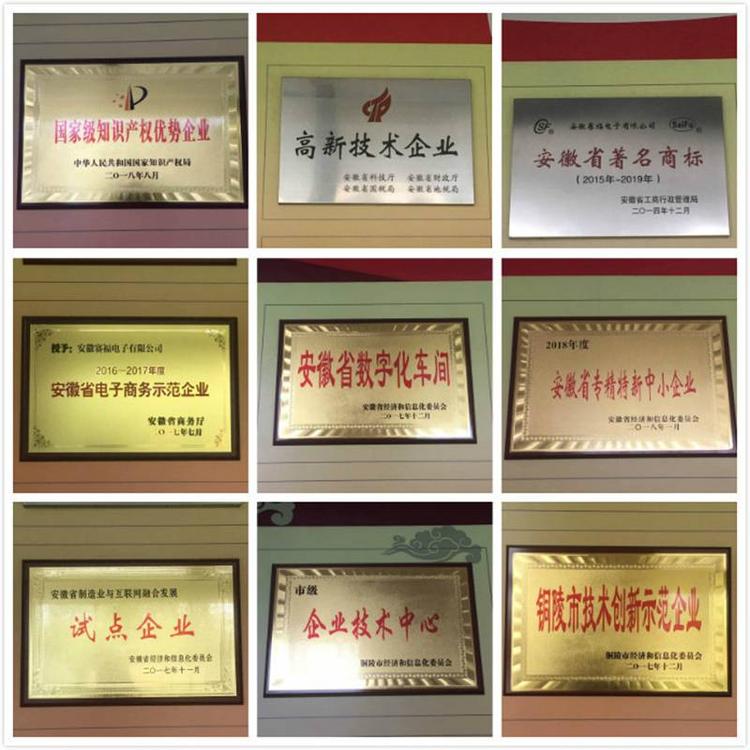 国家级知识产权优势企业
中华人民共和国国家知识产权局
二〇一八年八月
高新技术企业
安徽省科技厅 安徽省财政厅
安徽省国税局 安徽省地税局
安徽赛福电子有限公司
SaiFu
安徽省著名商标
(2015年-2019年)
安徽省工商行政管理局
二〇一四年十二月
授予：安徽赛福电子有限公司
2016—2017年度
安徽省电子商务示范企业
安徽省商务厅
二〇一七年七月
安徽省数字化车间
安徽省经济和信息化委员会
二〇一七年十二月
2018年度
安徽省专精特新中小企业
安徽省经济和信息化委员会
二〇一八年一月
安徽省制造业与互联网融合发展
试点企业
安徽省经济和信息化委员会
二〇一七年十一月
市级
企业技术中心
铜陵市经济和信息化委员会
铜陵市技术创新示范企业
铜陵市经济和信息化委员会
二〇一七年十二月